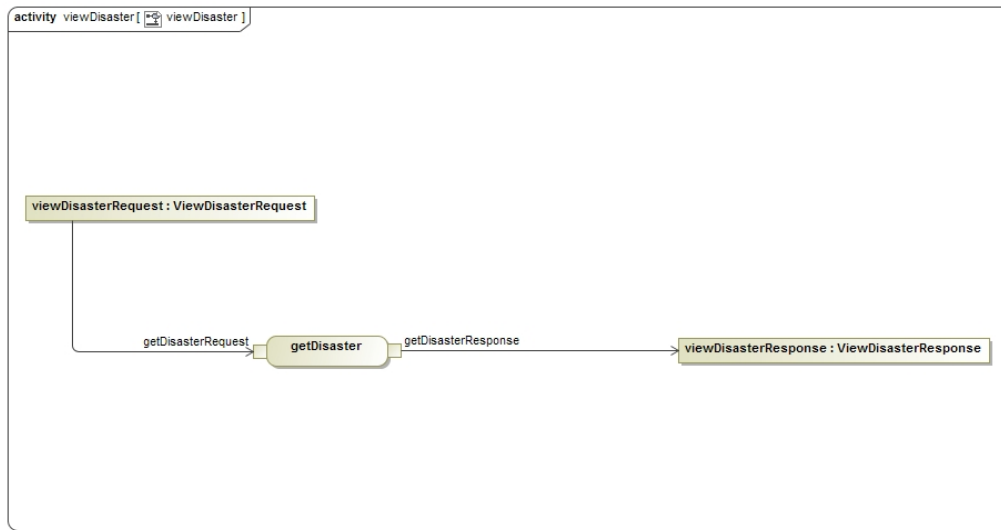 activity viewDisaster [ viewDisaster ]
viewDisasterRequest : ViewDisasterRequest
getDisasterRequest
getDisaster
getDisasterResponse
viewDisasterResponse : ViewDisasterResponse